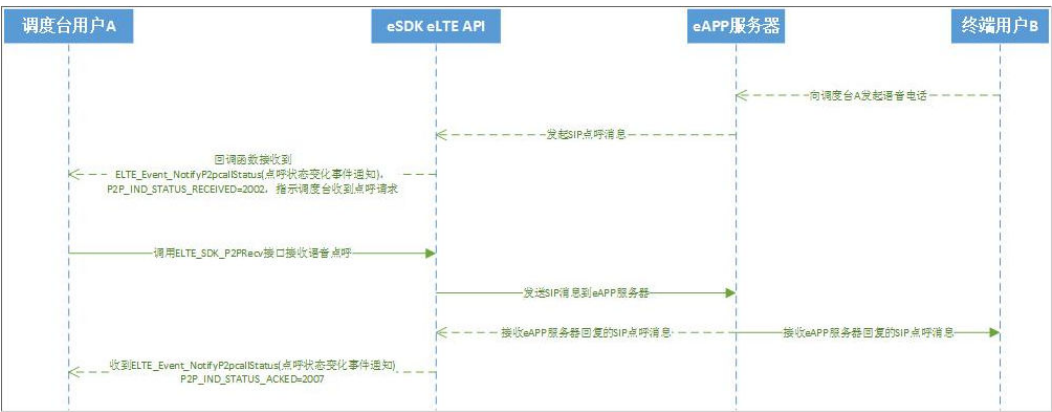 调度台用户A
eSDK eLTE API
eAPP服务器
终端用户B
向调度台A发起语音电话
发起SIP点呼消息
回调函数接收到
ELTE_Event_NotifyP2pcallStatus(点呼状态变化事件通知),
P2P_IND_STATUS_RECEIVED=2002，指示调度台收到点呼请求
调用ELTE_SDK_P2PRecv接口接收语音点呼
发送SIP消息到eAPP服务器
接收eAPP服务器回复的SIP点呼消息
接收eAPP服务器回复的SIP点呼消息
收到ELTE_Event_NotifyP2pcallStatus(点呼状态变化事件通知)
P2P_IND_STATUS_ACKED=2007